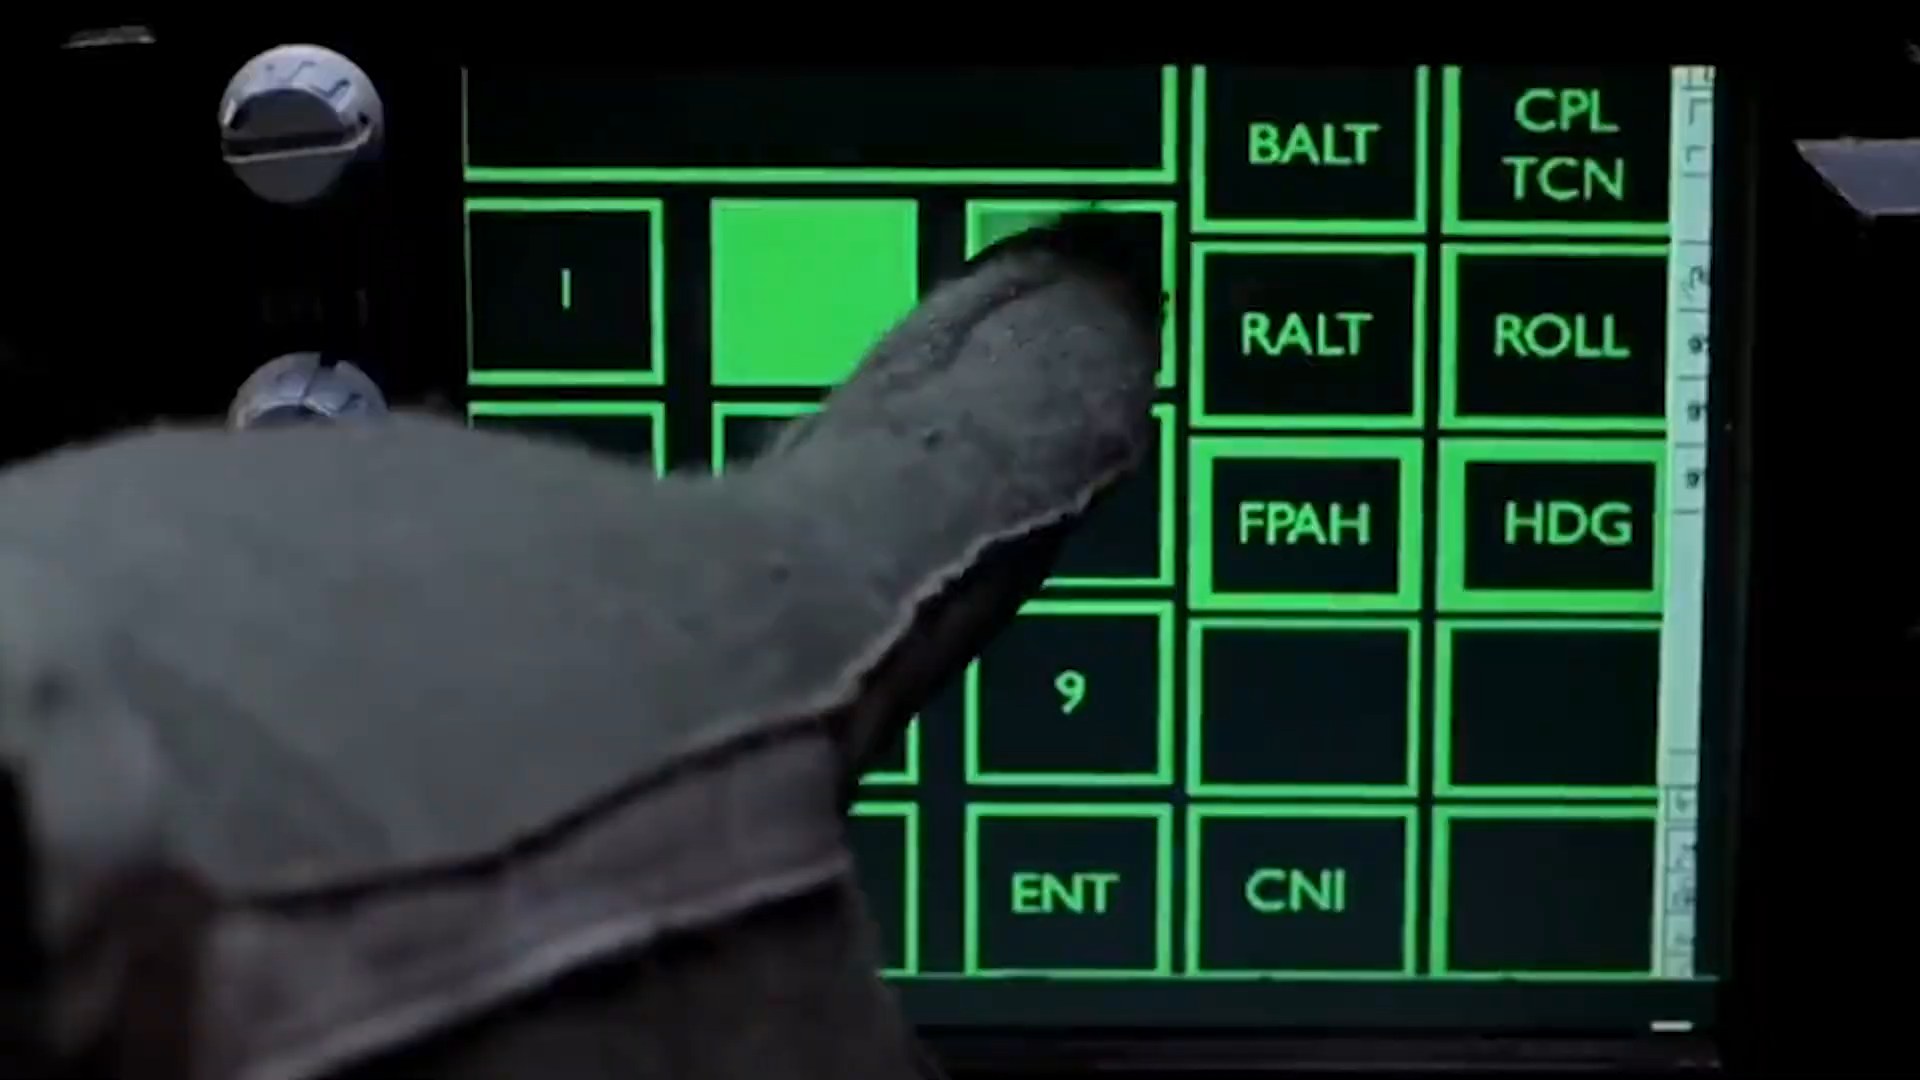 BALT
CPL
TCN
1
RALT
ROLL
FPAH
HDG
9
ENT
CNI